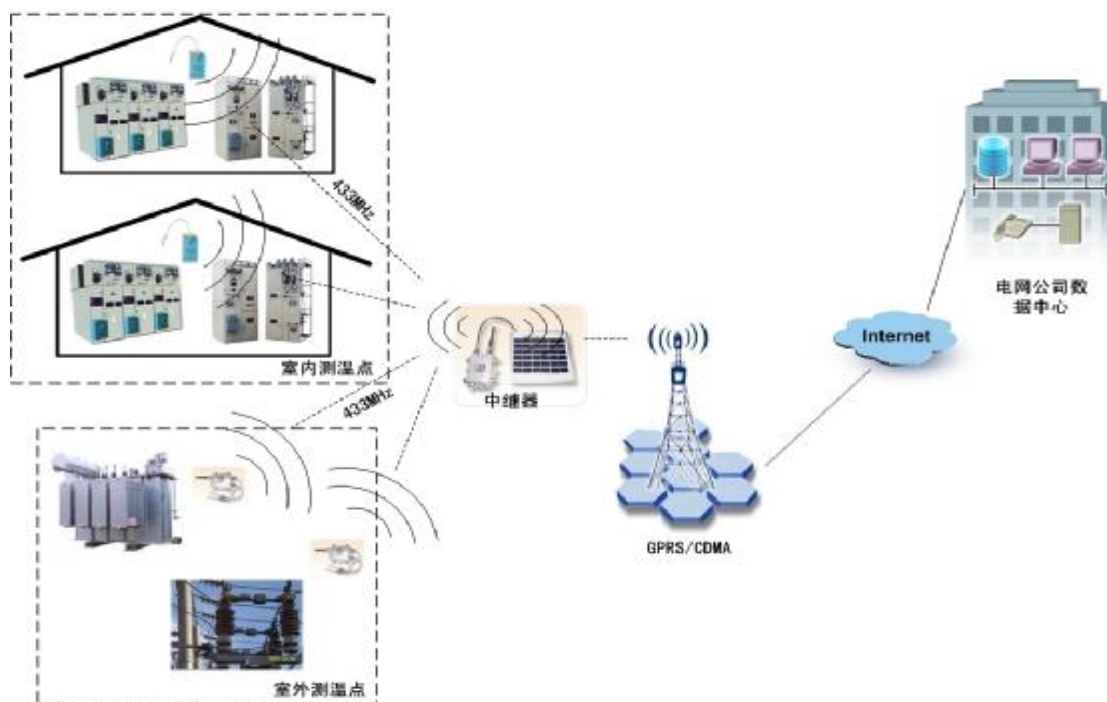 433MHz
室内测温点
433MHz
中继器
室外测温点
GPRS/CDMA
Internet
电网公司数
据中心